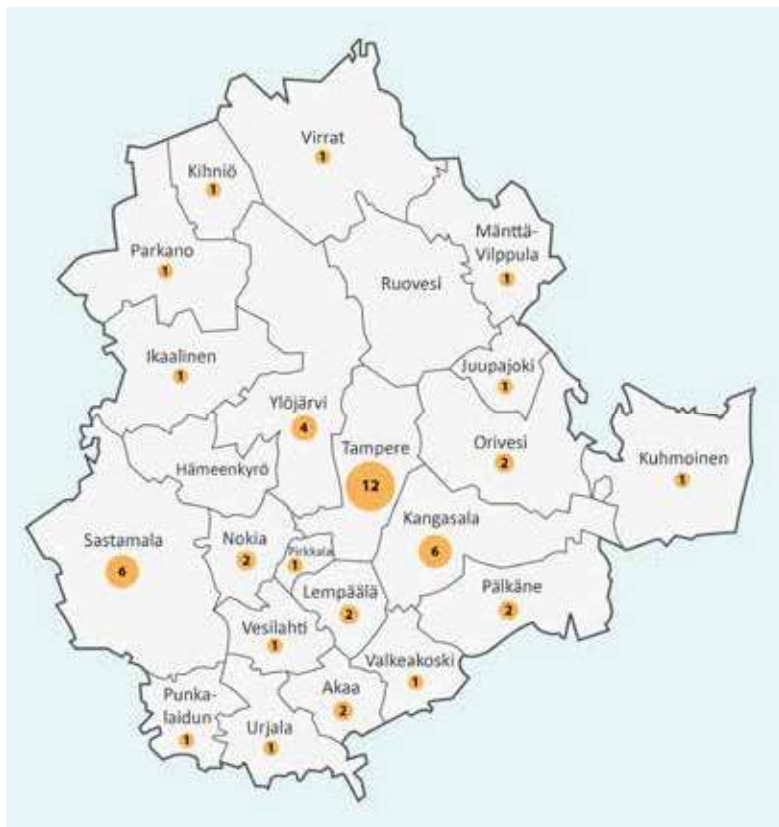 Virrat
1
Kihniö
1
Mänttä-
Vilppula
1
Parkano
1
Ruovesi
Ikaalinen
1
Juupajoki
1
Ylöjärvi
4
Tampere
12
Orivesi
2
Kuhmoinen
1
Hämeenkyrö
Kangasala
6
Sastamala
6
Nokia
2
Pirkkala
1
Lempäälä
2
Pälkäne
2
Vesilahti
1
Valkeakoski
1
Akaa
2
Punka-
laidun
1
Urjala
1